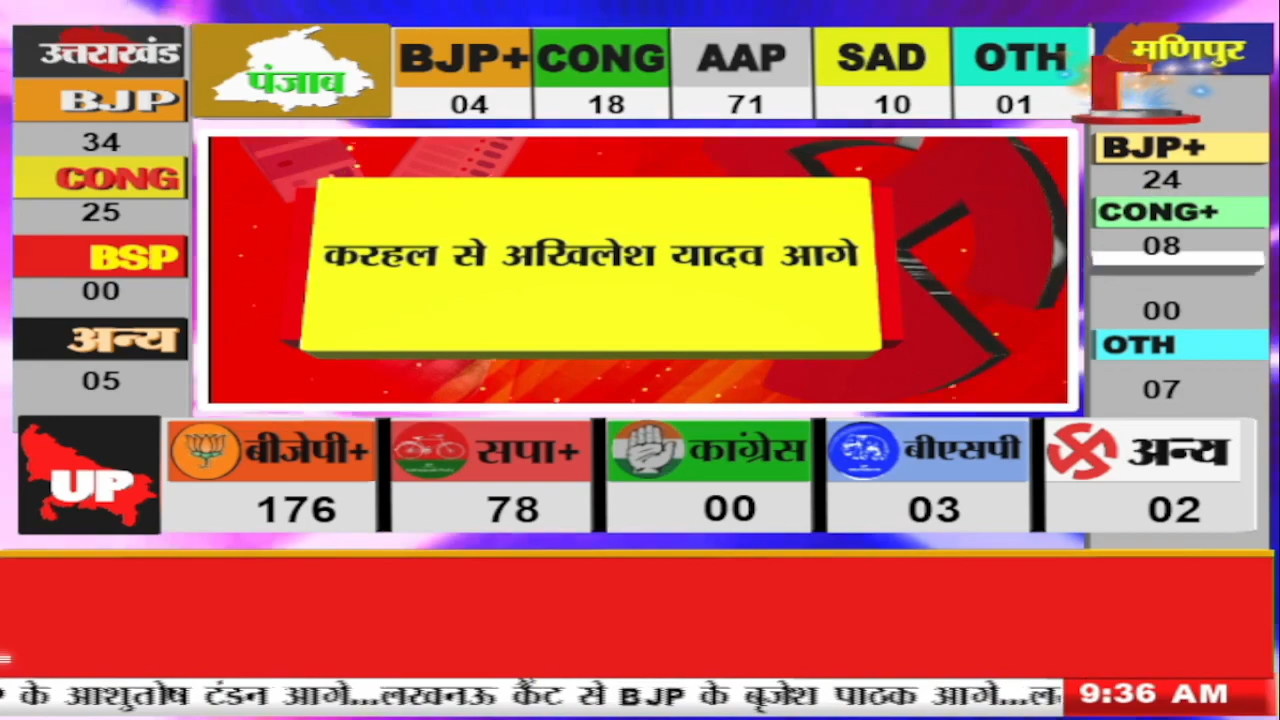 उत्तराखंड
BJP
34
CONG
25
BSP
00
अन्य
05
पंजाब
BJP+ CONG AAP SAD OTH
04 18 71 10 01
मणिपुर
BJP+
24
CONG+
08
00
OTH
07
करहल से अखिलेश यादव आगे
UP
बीजेपी+ सपा+ कांग्रेस बीएसपी अन्य
176 78 00 03 02
के आशुतोष टंडन आगे...लखनऊ कैंट से BJP के बृजेश पाठक आगे...ल
9:36 AM